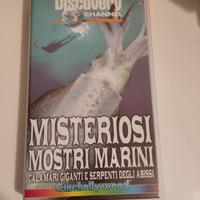 Discovery
CHANNEL
MISTERIOSI
MOSTRI MARINI
CALAMARI GIGANTI E SERPENTI DEGLI ABISSI
Cinehollywood